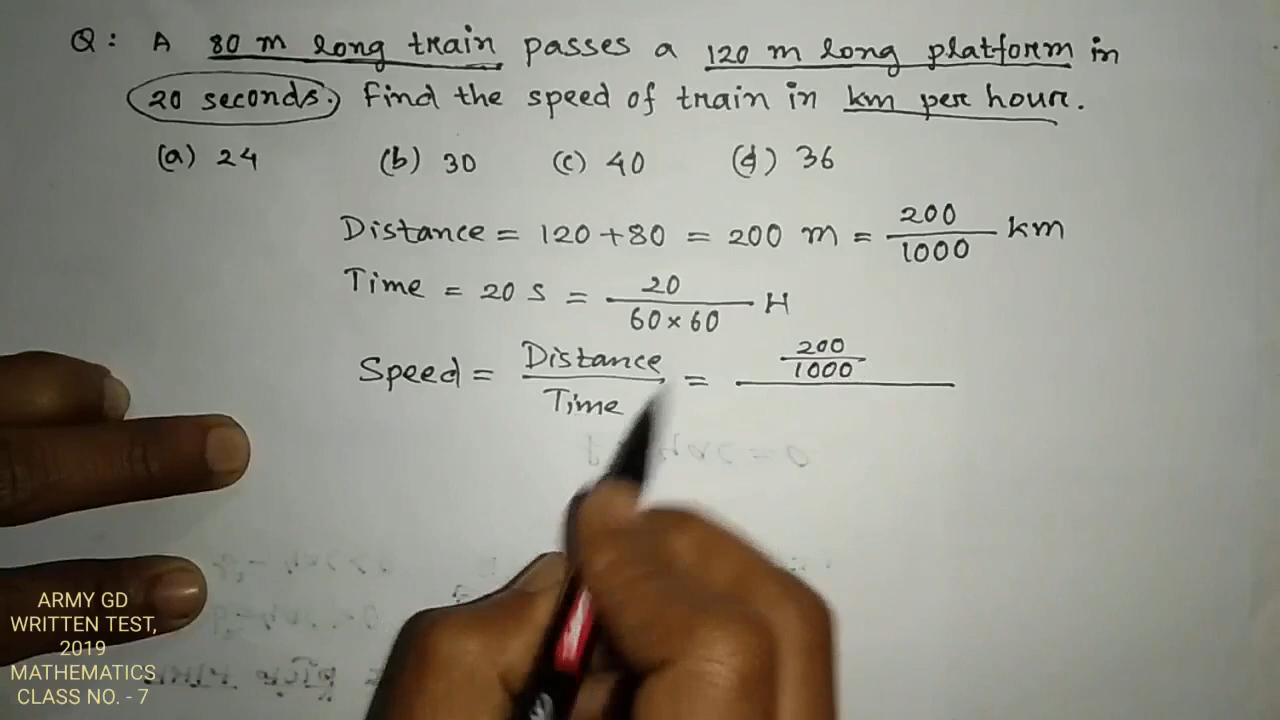 Q: A 80 m long train passes a 120 m long platform in
20 seconds. Find the speed of train in km per hour.
(a) 24 (b) 30 (c) 40 (d) 36
Distance = 120 + 80 = 200 m = 200/1000 km
Time = 20 S = 20/60×60 H
Speed = Distance/Time = 200/1000
ARMY GD
WRITTEN TEST,
2019
MATHEMATICS
CLASS NO. - 7